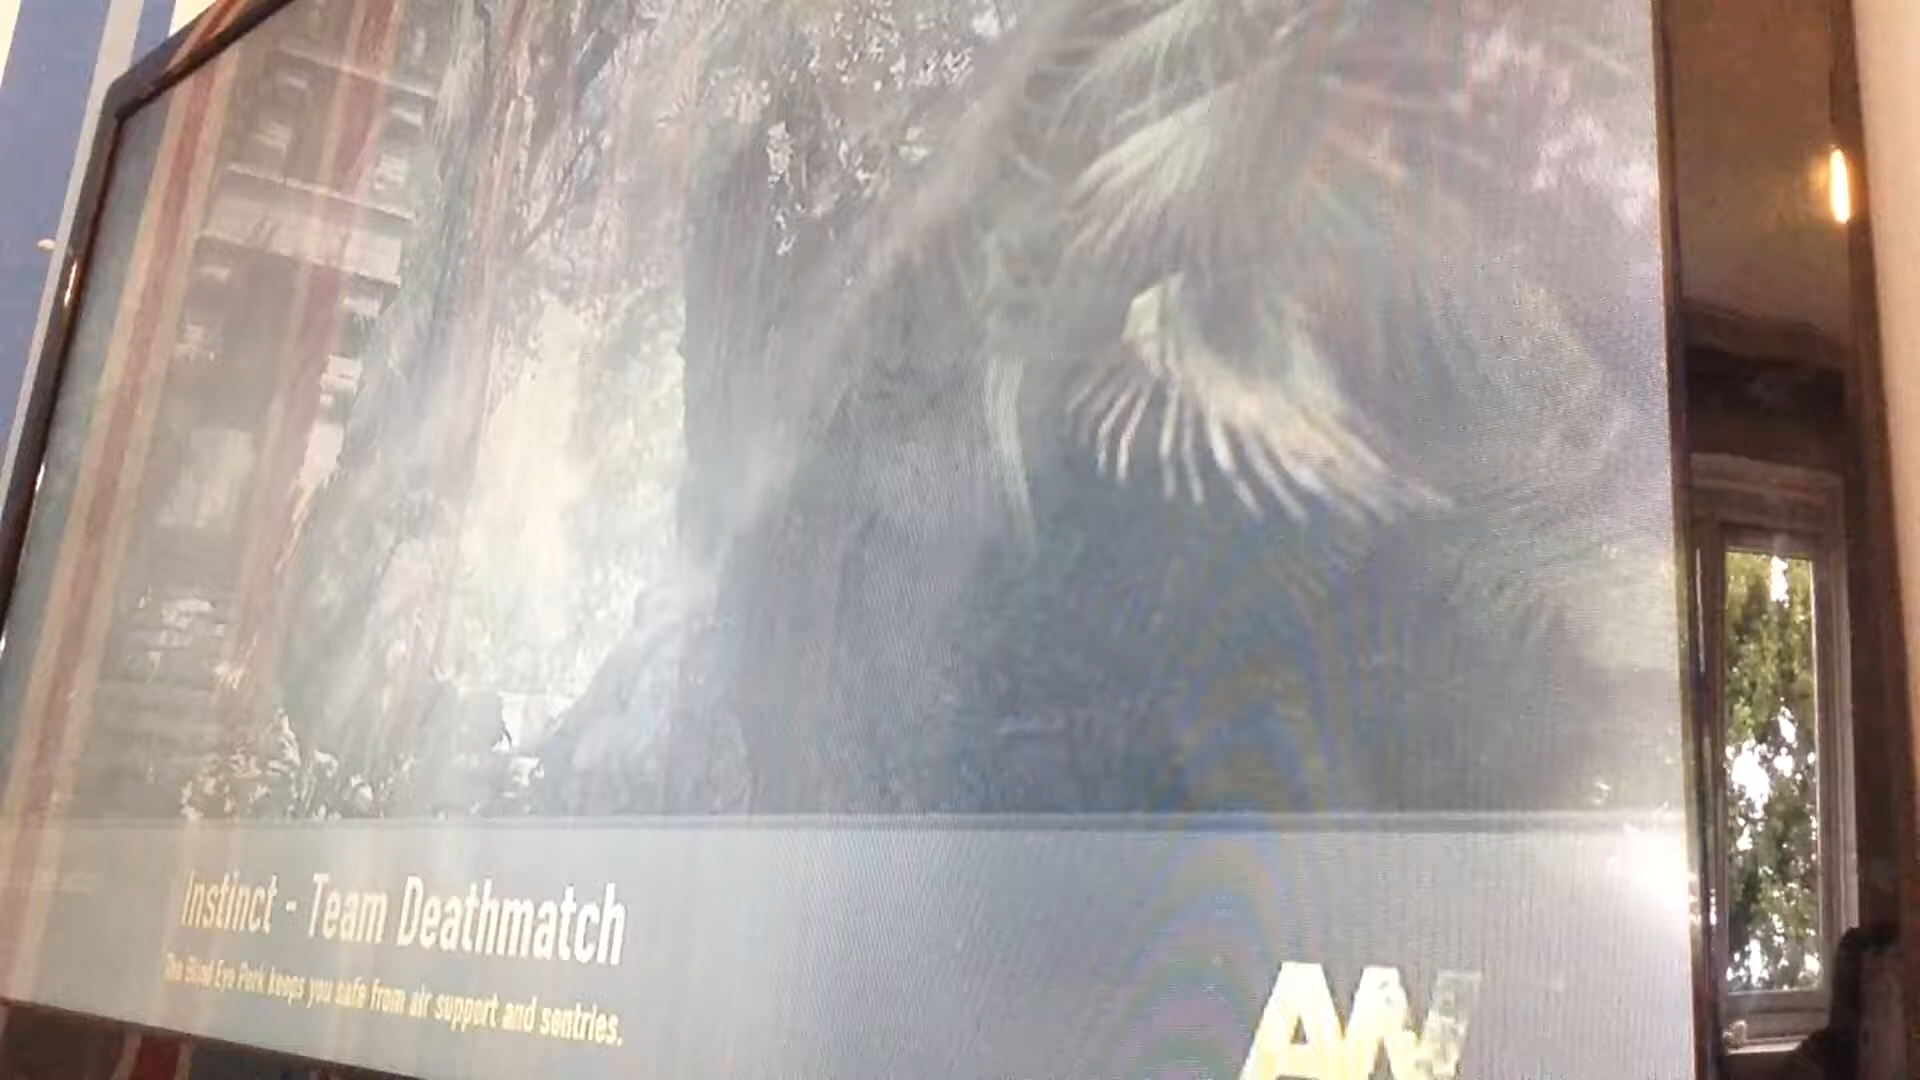 Instinct - Team Deathmatch
The Blind Eye Perk keeps you safe from air support and sentries.
AW